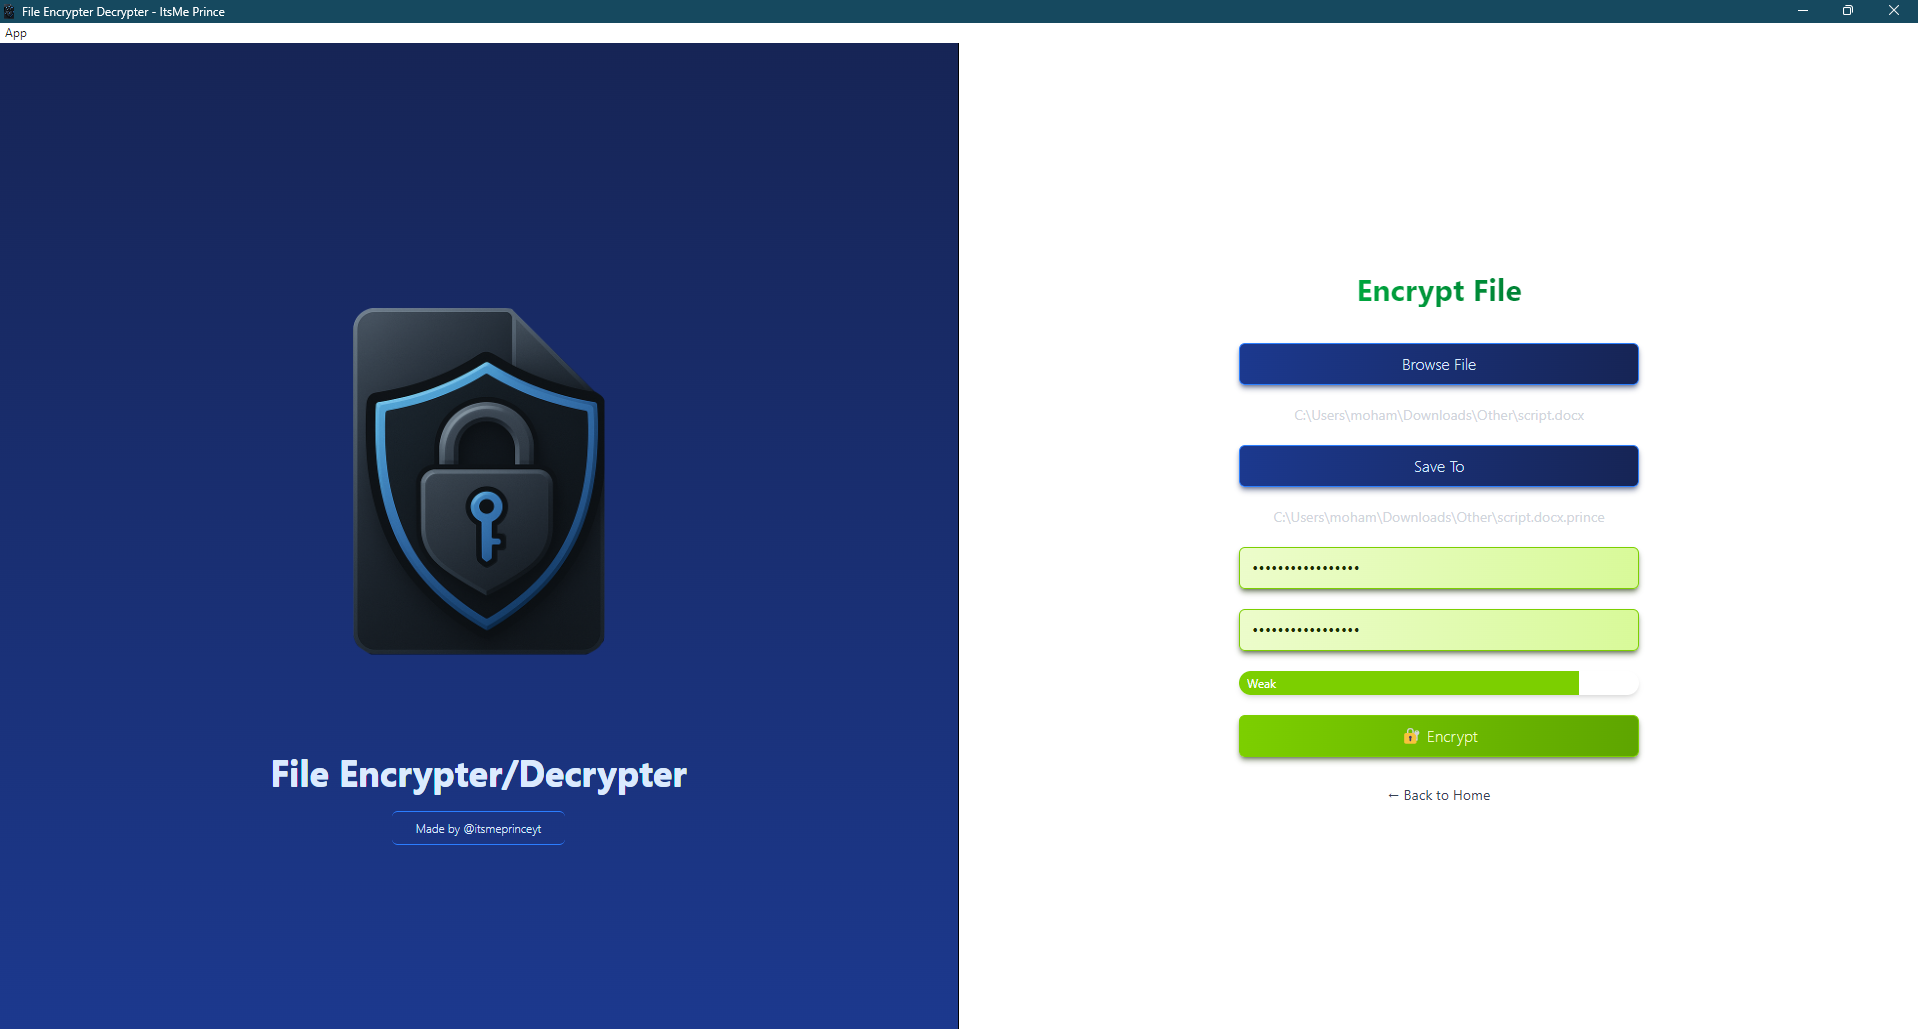 File Encrypter Decrypter - ItsMe Prince
App
File Encrypter/Decrypter
Made by @itsmeprinceyt
Encrypt File
Browse File
C:\Users\moham\Downloads\Other\script.docx
Save To
C:\Users\moham\Downloads\Other\script.docx.prince
•••••••••••••••••
•••••••••••••••••
Weak
🔐 Encrypt
← Back to Home